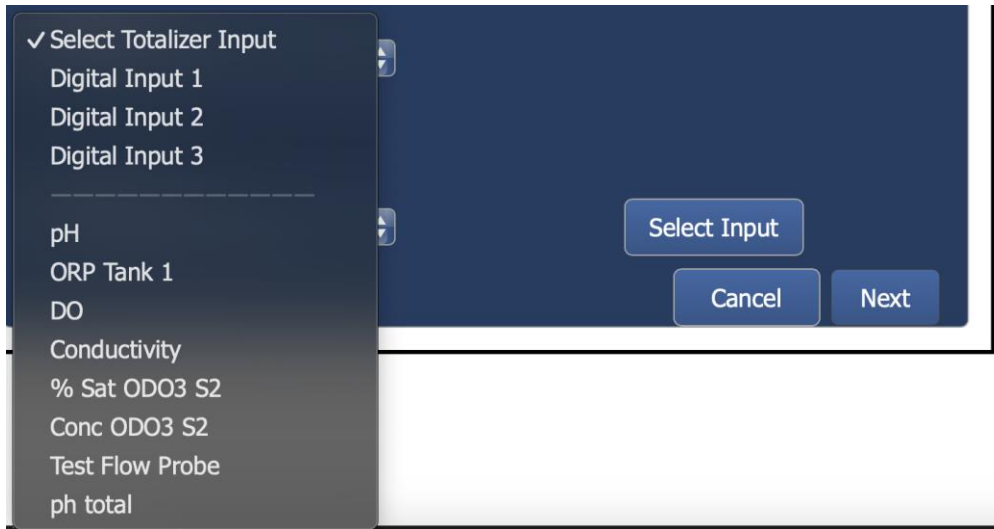 ✓ Select Totalizer Input
Digital Input 1
Digital Input 2
Digital Input 3
—————————————
pH
Select Input
ORP Tank 1
Cancel
Next
DO
Conductivity
% Sat ODO3 S2
Conc ODO3 S2
Test Flow Probe
ph total